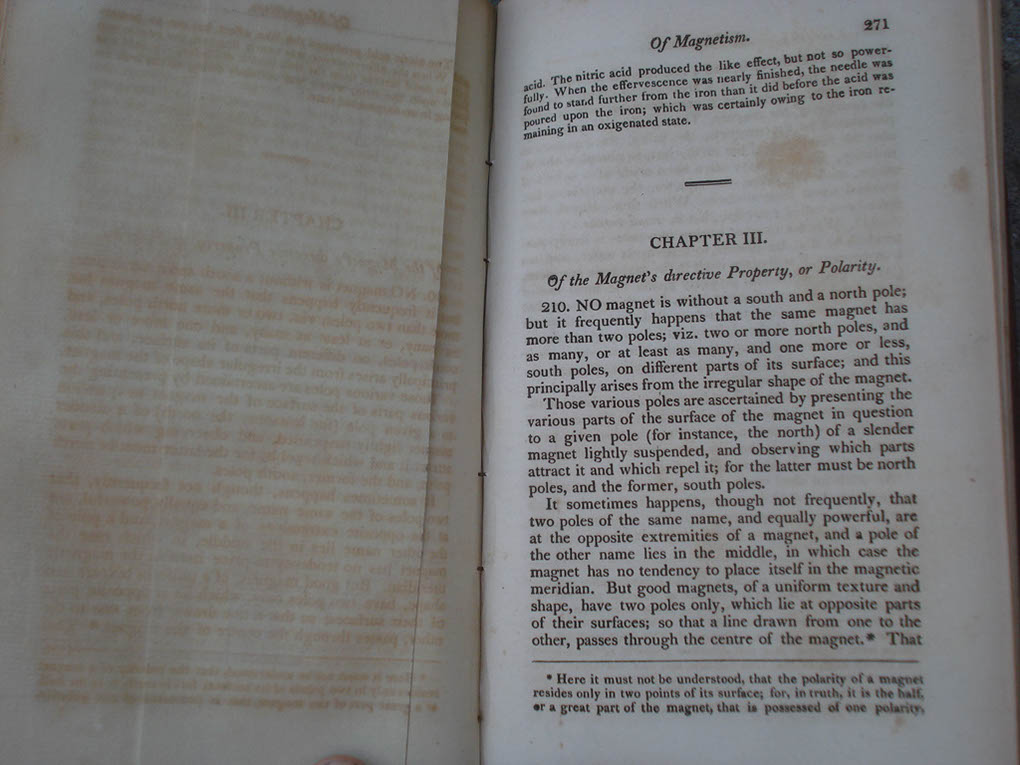 271
Of Magnetism.
acid. The nitric acid produced the like effect, but not so power-
fully. When the effervescence was nearly finished, the needle was
found to stand further from the iron than it did before the acid was
poured upon the iron; which was certainly owing to the iron re-
maining in an oxigenated state.
CHAPTER III.
Of the Magnet's directive Property, or Polarity.
210. NO magnet is without a south and a north pole;
but it frequently happens that the same magnet has
more than two poles; viz. two or more north poles, and
as many, or at least as many, and one more or less,
south poles, on different parts of its surface; and this
principally arises from the irregular shape of the magnet.
Those various poles are ascertained by presenting the
various parts of the surface of the magnet in question
to a given pole (for instance, the north) of a slender
magnet lightly suspended, and observing which parts
attract it and which repel it; for the latter must be north
poles, and the former, south poles.
It sometimes happens, though not frequently, that
two poles of the same name, and equally powerful, are
at the opposite extremities of a magnet, and a pole of
the other name lies in the middle, in which case the
magnet has no tendency to place itself in the magnetic
meridian. But good magnets, of a uniform texture and
shape, have two poles only, which lie at opposite parts
of their surfaces; so that a line drawn from one to the
other, passes through the centre of the magnet.* That
* Here it must not be understood, that the polarity of a magnet
resides only in two points of its surface; for, in truth, it is the half,
or a great part of the magnet, that is possessed of one polarity,